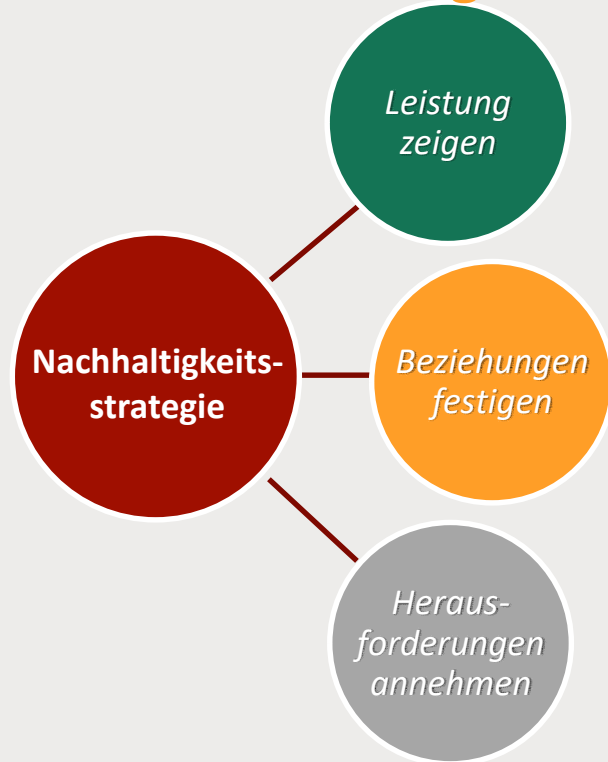 Leistung
zeigen
Nachhaltigkeits-
strategie
Beziehungen
festigen
Heraus-
forderungen
annehmen